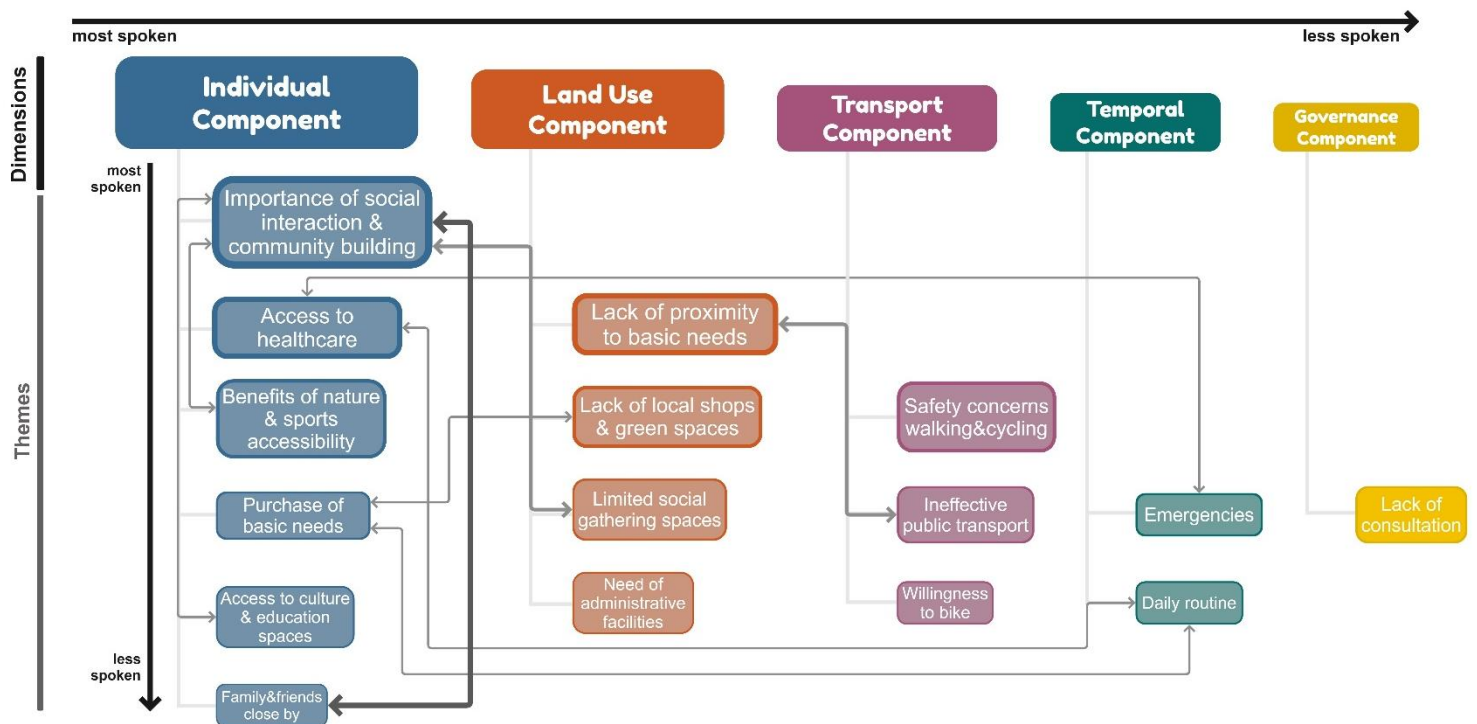 most spoken
less spoken
Dimensions
Individual
Component
Land Use
Component
Transport
Component
Temporal
Component
Governance
Component
Themes
most
spoken
less
spoken
Importance of social
interaction &
community building
Access to
healthcare
Benefits of nature
& sports
accessibility
Purchase of
basic needs
Access to culture
& education
spaces
Family&friends
close by
Lack of proximity
to basic needs
Lack of local shops
& green spaces
Limited social
gathering spaces
Need of
administrative
facilities
Safety concerns
walking&cycling
Ineffective
public transport
Willingness
to bike
Emergencies
Daily routine
Lack of
consultation